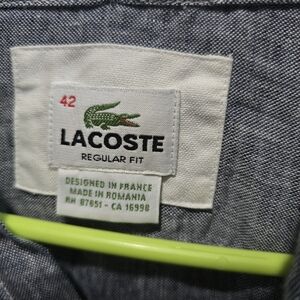 42
LACOSTE
REGULAR FIT
DESIGNED IN FRANCE
MADE IN ROMANIA
RN 87651 - CA 16998